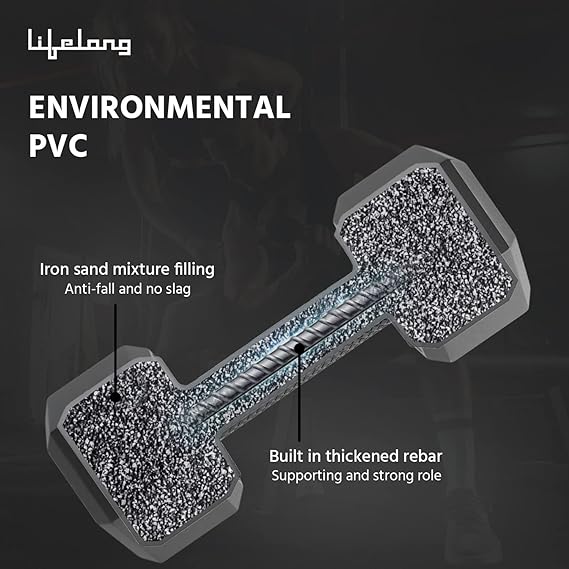 Lifelong
ENVIRONMENTAL
PVC
Iron sand mixture filling
Anti-fall and no slag
Built in thickened rebar
Supporting and strong role